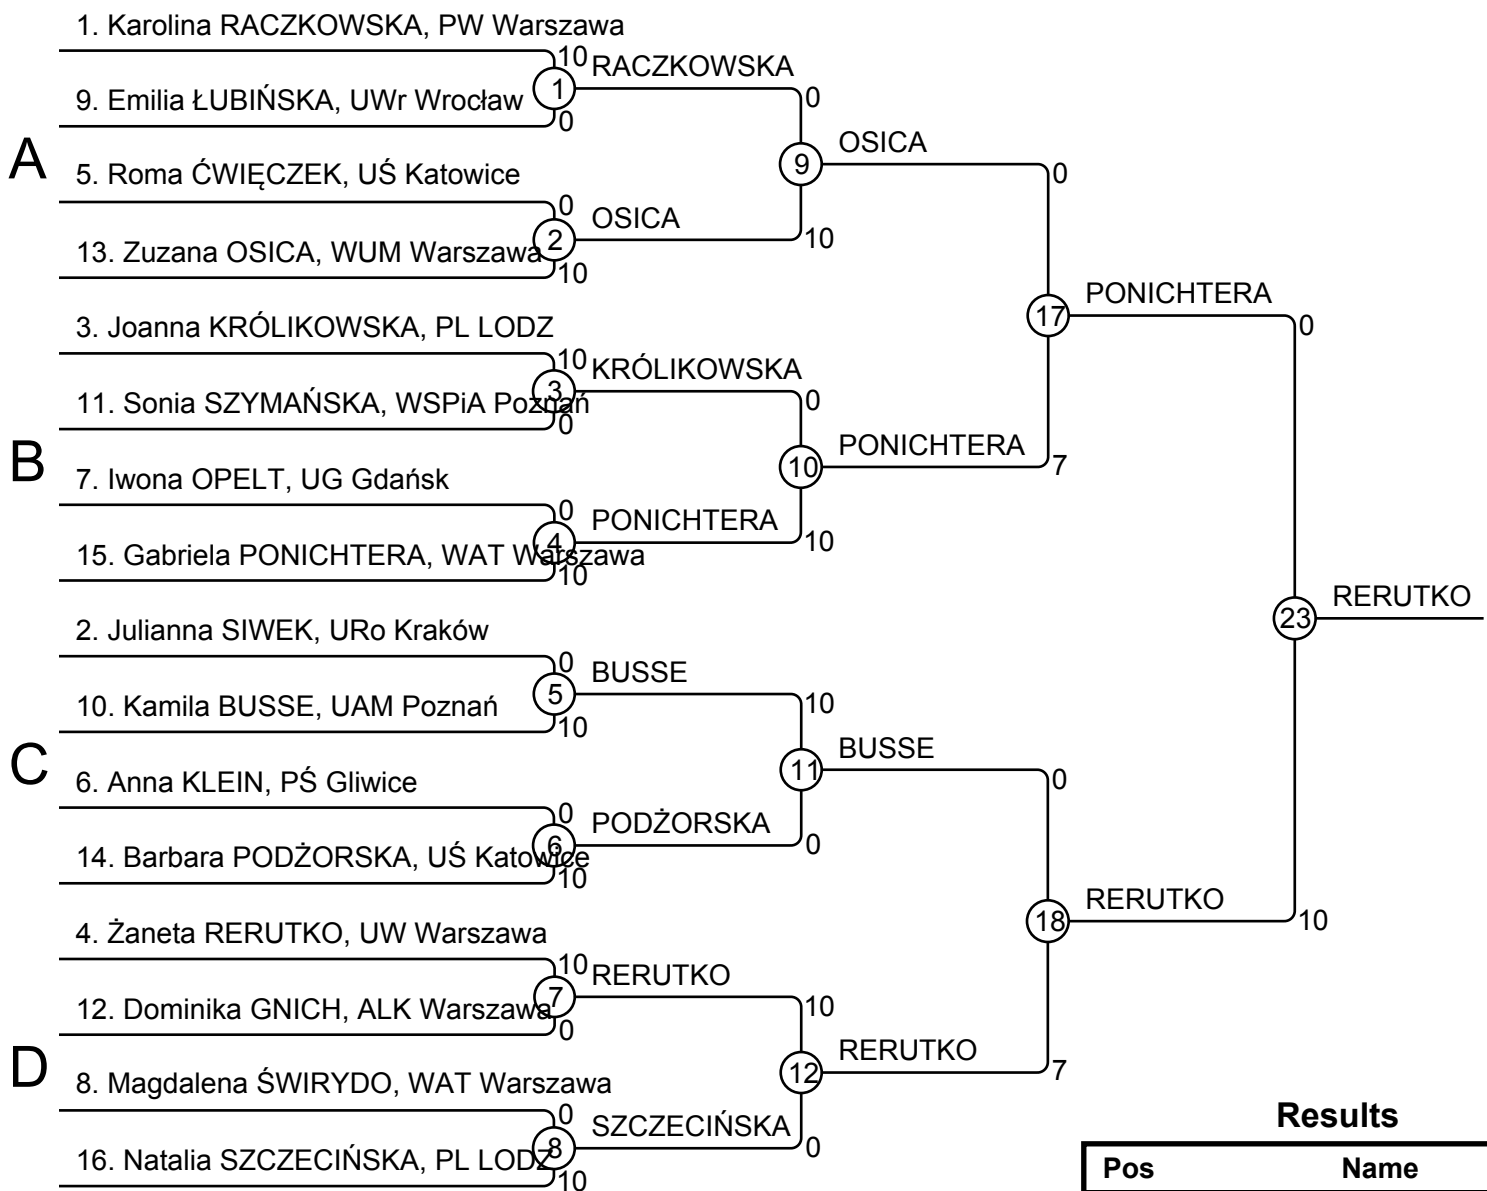 1. Karolina RACZKOWSKA, PW Warszawa
10
RACZKOWSKA
1
0
9. Emilia ŁUBIŃSKA, UWr Wrocław
0
A
OSICA
9
0
5. Roma ĆWIĘCZEK, UŚ Katowice
0
OSICA
2
10
13. Zuzana OSICA, WUM Warszawa
10
PONICHTERA
17
0
3. Joanna KRÓLIKOWSKA, PL LODZ
10
KRÓLIKOWSKA
3
0
11. Sonia SZYMAŃSKA, WSPiA Poznań
0
B
PONICHTERA
10
7
7. Iwona OPELT, UG Gdańsk
0
PONICHTERA
4
10
15. Gabriela PONICHTERA, WAT Warszawa
10
RERUTKO
23
2. Julianna SIWEK, URo Kraków
0
BUSSE
5
10
10. Kamila BUSSE, UAM Poznań
10
C
BUSSE
11
0
6. Anna KLEIN, PŚ Gliwice
0
PODŻORSKA
6
0
14. Barbara PODŻORSKA, UŚ Katowice
10
RERUTKO
18
10
4. Żaneta RERUTKO, UW Warszawa
10
RERUTKO
7
10
12. Dominika GNICH, ALK Warszawa
0
D
RERUTKO
12
7
8. Magdalena ŚWIRYDO, WAT Warszawa
0
SZCZECIŃSKA
8
0
16. Natalia SZCZECIŃSKA, PL LODZ
10
Results
Pos Name